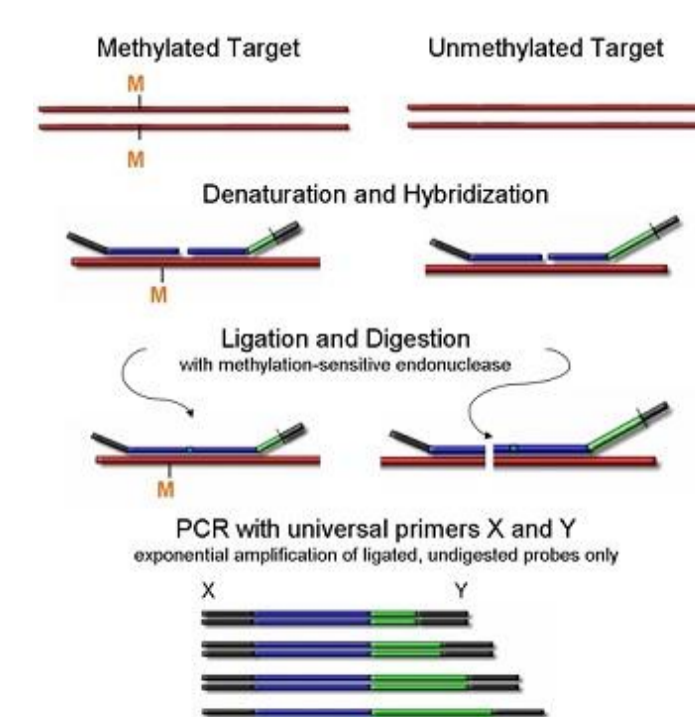 Methylated Target
Unmethylated Target
M
M
Denaturation and Hybridization
M
Ligation and Digestion
with methylation-sensitive endonuclease
M
PCR with universal primers X and Y
exponential amplification of ligated, undigested probes only
X
Y